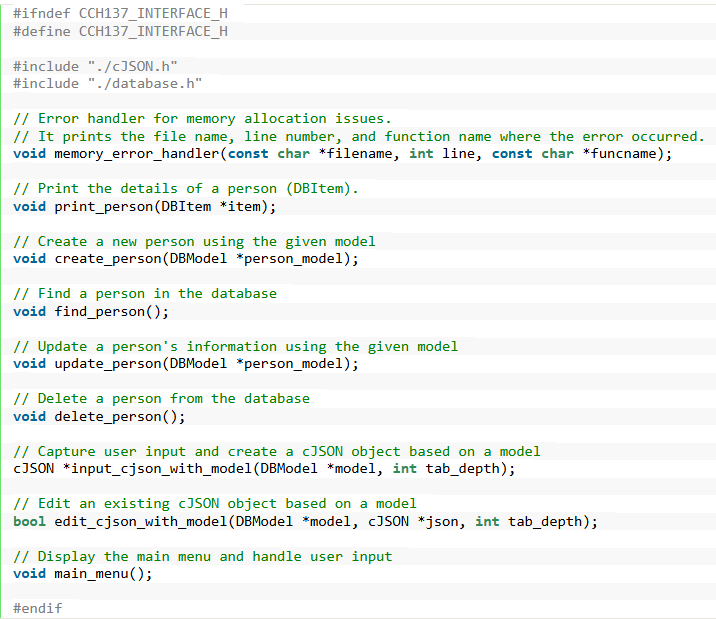 #ifndef CCH137_INTERFACE_H
#define CCH137_INTERFACE_H
#include "./cJSON.h"
#include "./database.h"
// Error handler for memory allocation issues.
// It prints the file name, line number, and function name where the error occurred.
void memory_error_handler(const char *filename, int line, const char *funcname);
// Print the details of a person (DBItem).
void print_person(DBItem *item);
// Create a new person using the given model
void create_person(DBModel *person_model);
// Find a person in the database
void find_person();
// Update a person's information using the given model
void update_person(DBModel *person_model);
// Delete a person from the database
void delete_person();
// Capture user input and create a cJSON object based on a model
cJSON *input_cjson_with_model(DBModel *model, int tab_depth);
// Edit an existing cJSON object based on a model
bool edit_cjson_with_model(DBModel *model, cJSON *json, int tab_depth);
// Display the main menu and handle user input
void main_menu();
#endif